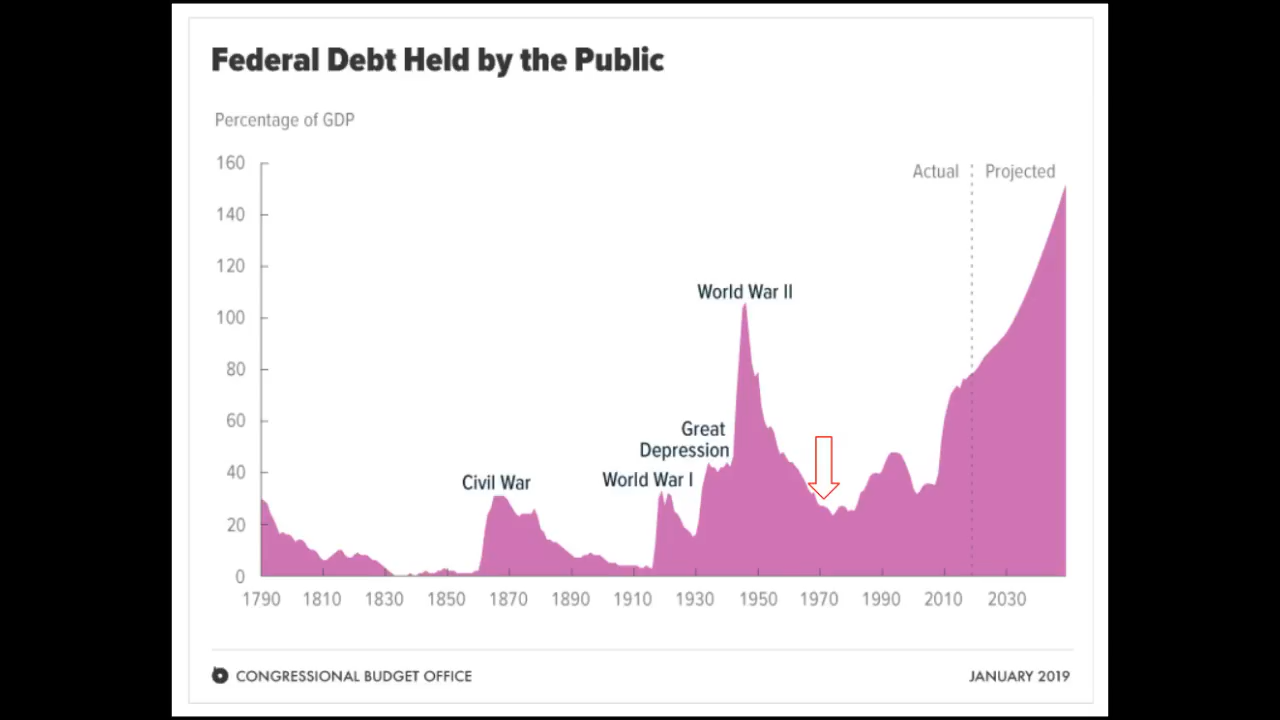 Federal Debt Held by the Public
Percentage of GDP
160
Actual
Projected
140
120
World War II
100
80
60
Great
Depression
40
World War I
Civil War
20
0
1790 1810 1830 1850 1870 1890 1910 1930 1950 1970 1990 2010 2030
CONGRESSIONAL BUDGET OFFICE
JANUARY 2019